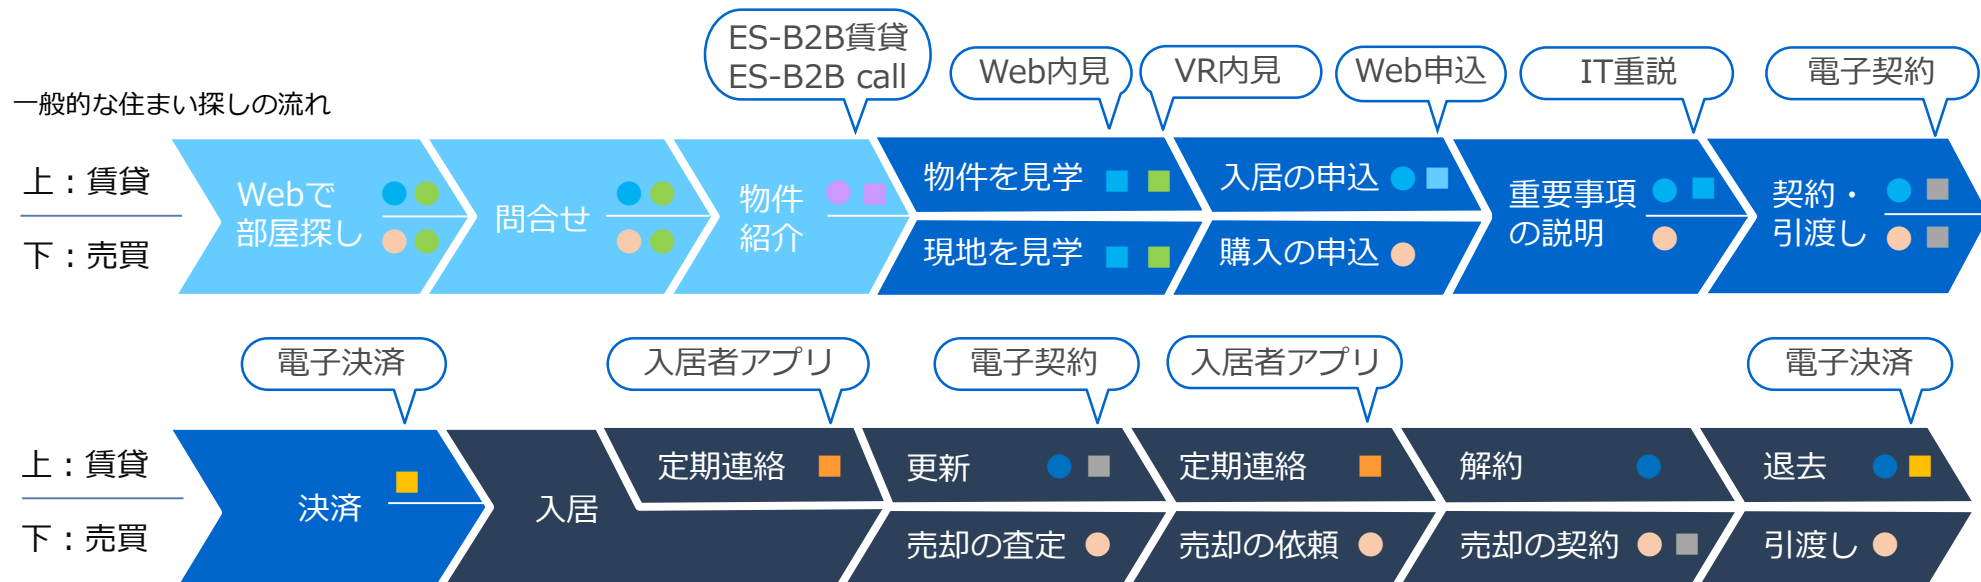 ES-B2B賃貸
ES-B2B call
Web内見
VR内見
Web申込
IT重説
電子契約
一般的な住まい探しの流れ
上：賃貸
下：売買
Webで
部屋探し
問合せ
物件
紹介
物件を見学
現地を見学
入居の申込
購入の申込
重要事項
の説明
契約・
引渡し
電子決済
入居者アプリ
電子契約
入居者アプリ
電子決済
上：賃貸
下：売買
決済
入居
定期連絡
更新
定期連絡
解約
退去
売却の査定
売却の依頼
売却の契約
引渡し